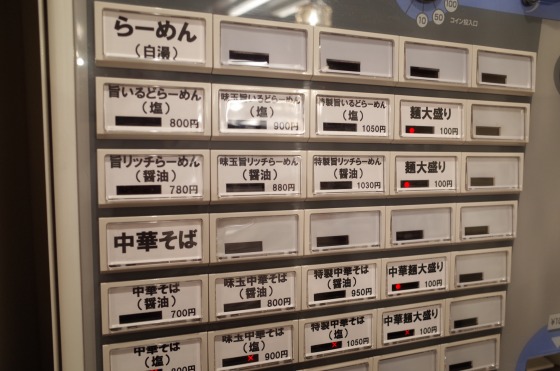 100
10 50 コイン投入口
らーめん
（白湯）
旨いるどらーめん
（塩）
800円
味玉旨いるどらーめん
（塩）
900円
特製旨いるどらーめん
（塩）
1050円
麺大盛り
100円
旨リッチらーめん
（醤油）
780円
味玉旨リッチらーめん
（醤油）
880円
特製旨リッチらーめん
（醤油）
1030円
麺大盛り
100円
中華そば
中華そば
（醤油）
700円
味玉中華そば
（醤油）
800円
特製中華そば
（醤油）
950円
中華麺大盛り
100円
中華そば
（塩）
味玉中華そば
（塩）
900円
特製中華そば
（塩）
1050円
中華麺大盛り
100円